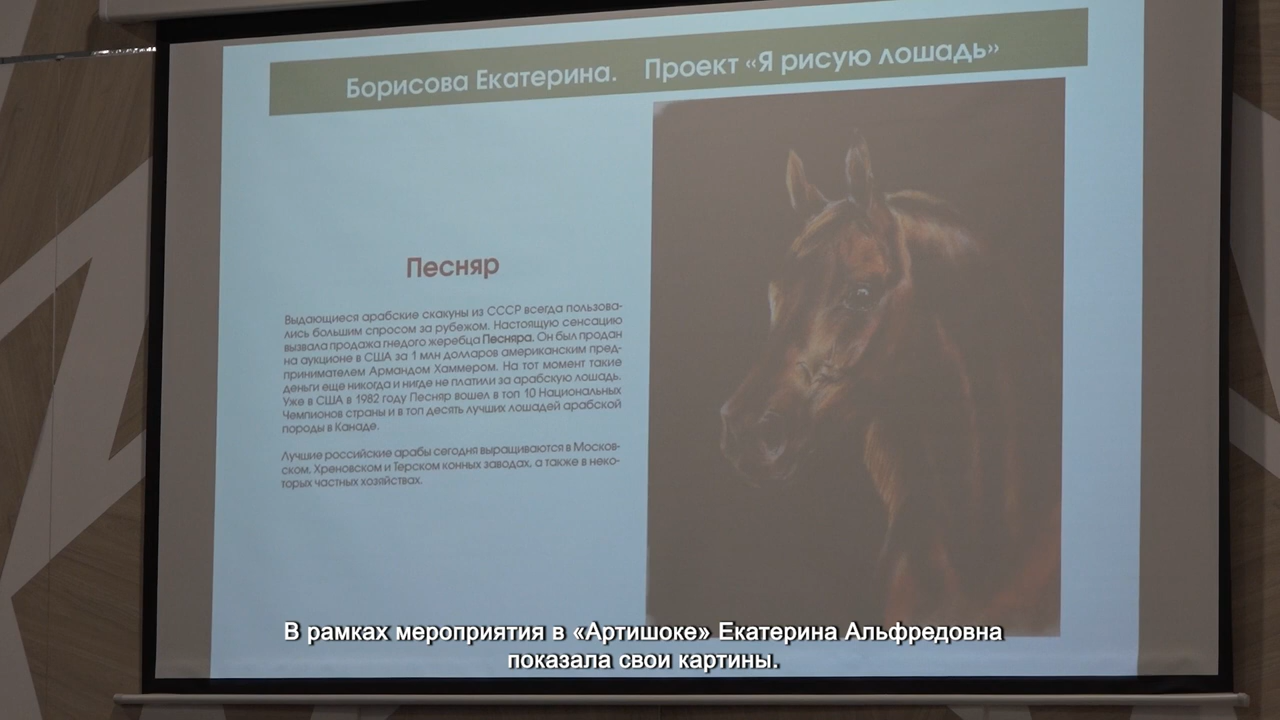 Борисова Екатерина. Проект «Я рисую лошадь»
Песняр
Выдающиеся арабские скакуны из СССР всегда пользова-
лись большим спросом за рубежом. Настоящую сенсацию
вызвала продажа гнедого жеребца Песняра. Он был продан
на аукционе в США за 1 млн долларов американским пред-
принимателем Армандом Хаммером. На тот момент такие
деньги еще никогда и нигде не платили за арабскую лошадь.
Уже в США в 1982 году Песняр вошел в топ 10 Национальных
Чемпионов страны и в топ десять лучших лошадей арабской
породы в Канаде.
Лучшие российские арабы сегодня выращиваются в Москов-
ском, Хреновском и Терском конных заводах, а также в неко-
торых частных хозяйствах.
В рамках мероприятия в «Артишоке» Екатерина Альфредовна
показала свои картины.